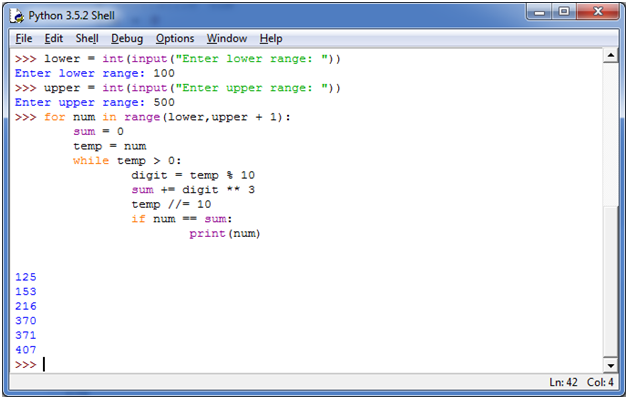 Python 3.5.2 Shell
File Edit Shell Debug Options Window Help
>>> lower = int(input("Enter lower range: "))
Enter lower range: 100
>>> upper = int(input("Enter upper range: "))
Enter upper range: 500
>>> for num in range(lower,upper + 1):
        sum = 0
        temp = num
        while temp > 0:
                digit = temp % 10
                sum += digit ** 3
                temp //= 10
                if num == sum:
                        print(num)
125
153
216
370
371
407
>>>
Ln: 42 Col: 4